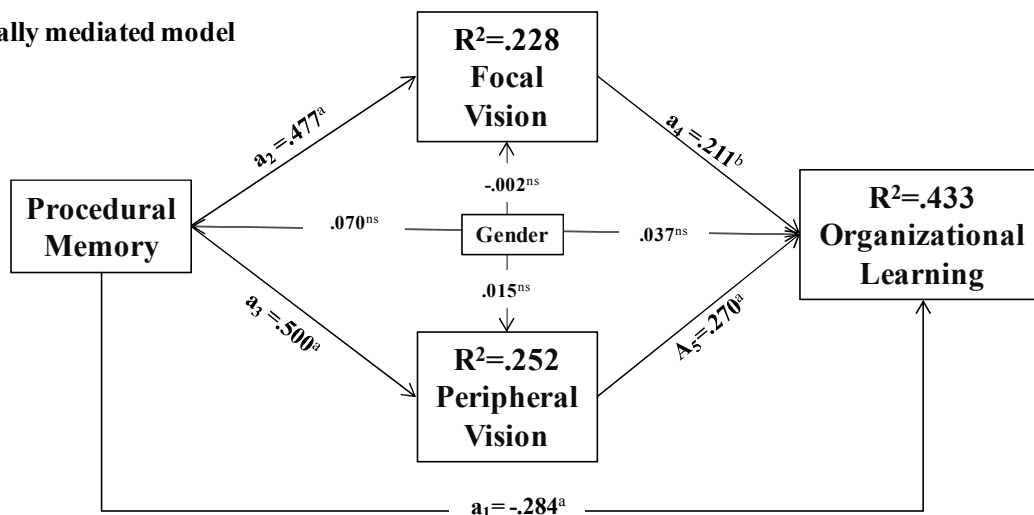 ally mediated model
R²=.228
Focal
Vision
a₂=.477ᵃ
a₄=.211ᵇ
-.002ⁿˢ
Procedural
Memory
.070ⁿˢ
Gender
.037ⁿˢ
R²=.433
Organizational
Learning
.015ⁿˢ
a₃=.500ᵃ
A₅=.270ᵃ
R²=.252
Peripheral
Vision
a₁=-.284ᵃ